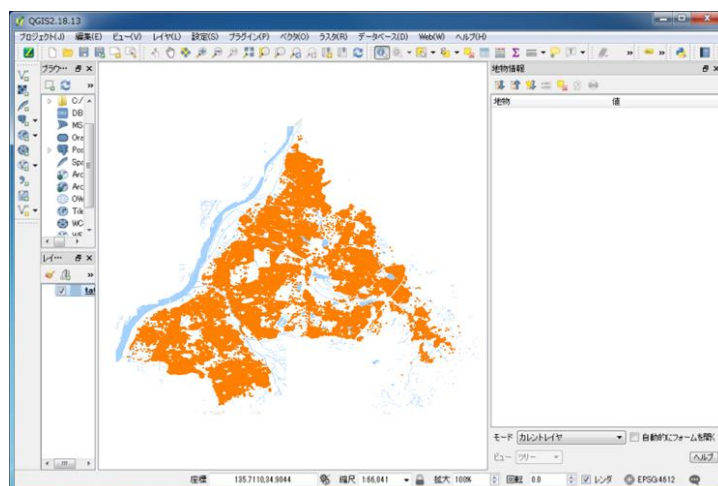 QGIS2.18.13
プロジェクト(J) 編集(E) ビュー(V) レイヤ(L) 設定(S) プラグイン(P) ベクタ(O) ラスタ(R) データベース(D) Web(W) ヘルプ(H)
ブラウ…
C:/
DB
MS
Ora
Pos
Spa
Arc
Arc
OW
Tile
WC
レイ…
地物情報
地物 値
モード カレントレイヤ 自動的にフォームを開く
ビュー ツリー ヘルプ
座標 135.7110,34.9844 縮尺 1:66,041 拡大 100% 回転 0.0 レンダ EPSG:4612